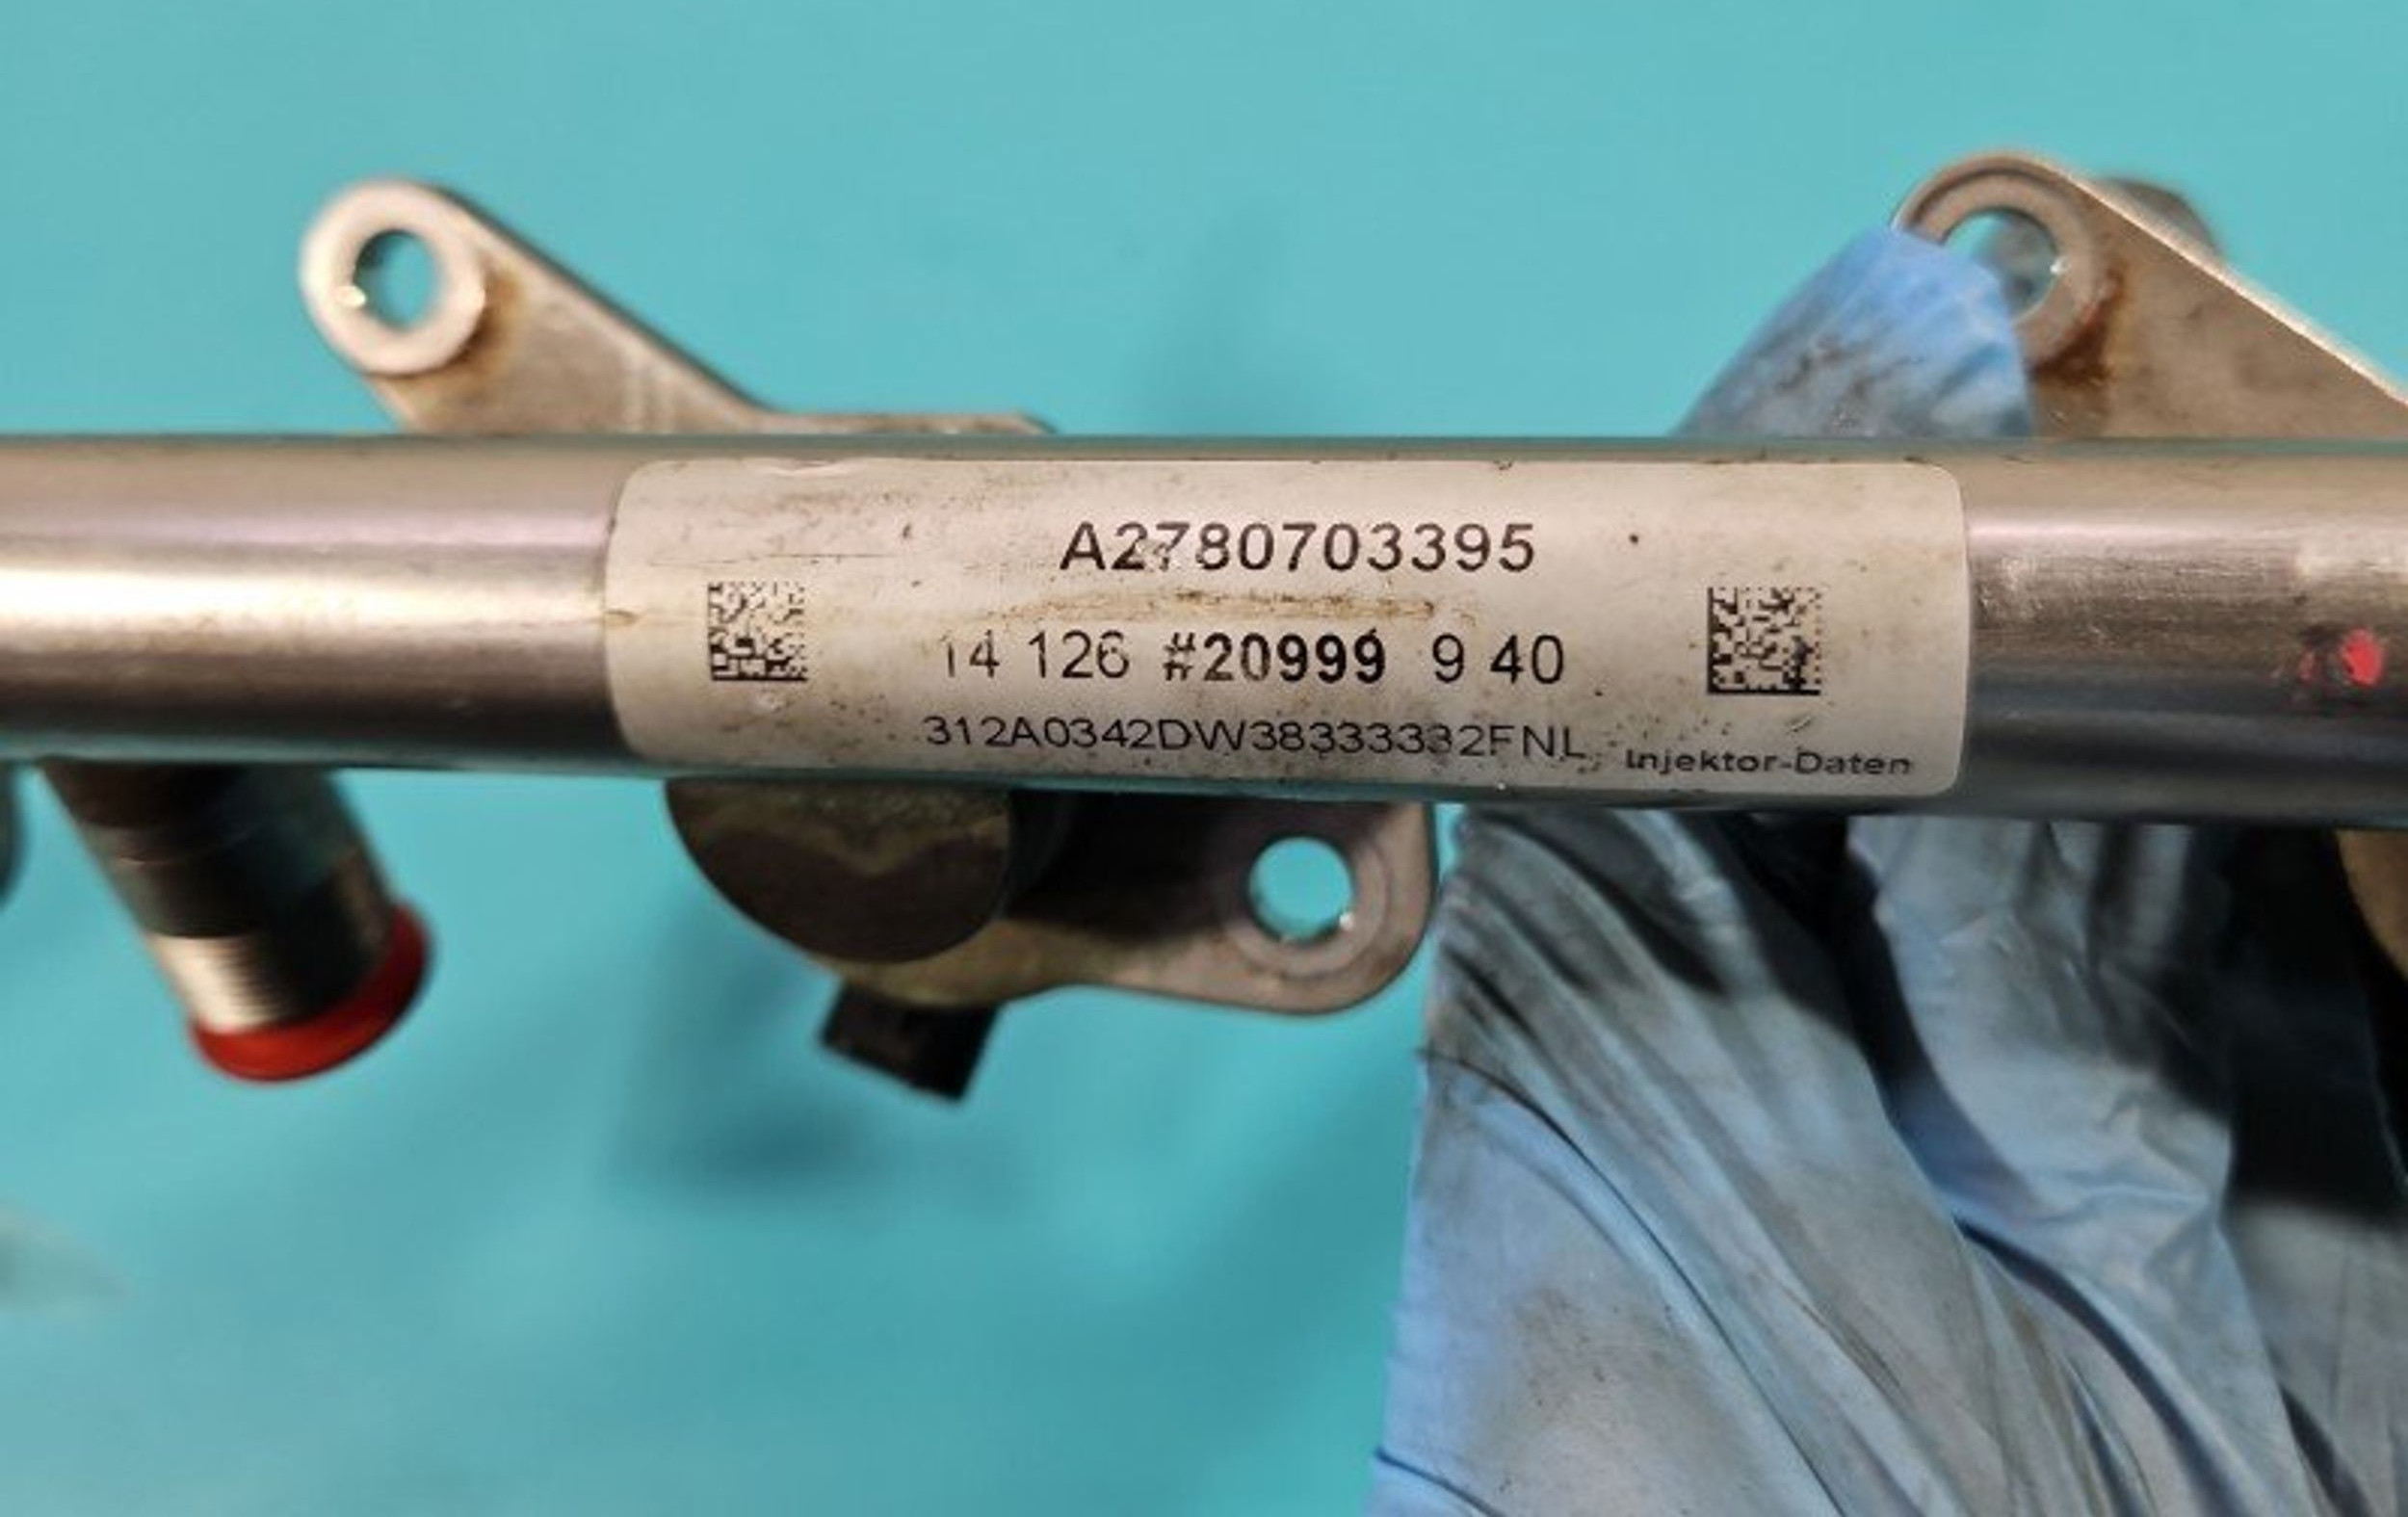 A2780703395
14 126 #20999 9 40
312A0342DW38333332FNL
Injektor-Daten